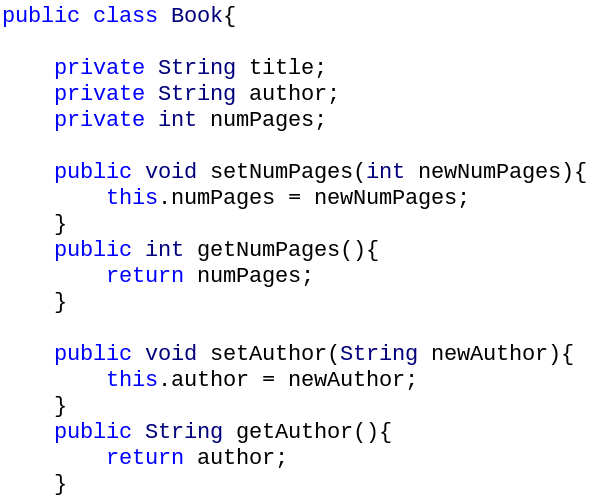 public class Book{
private String title;
private String author;
private int numPages;
public void setNumPages(int newNumPages){
this.numPages = newNumPages;
}
public int getNumPages(){
return numPages;
}
public void setAuthor(String newAuthor){
this.author = newAuthor;
}
public String getAuthor(){
return author;
}